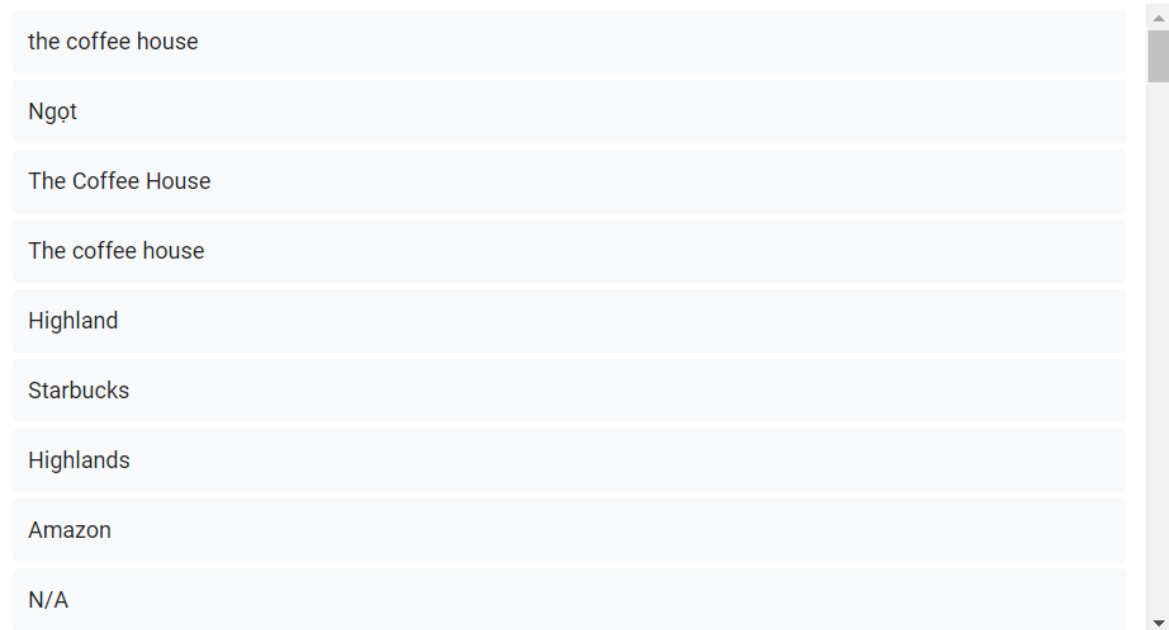 the coffee house
Ngọt
The Coffee House
The coffee house
Highland
Starbucks
Highlands
Amazon
N/A